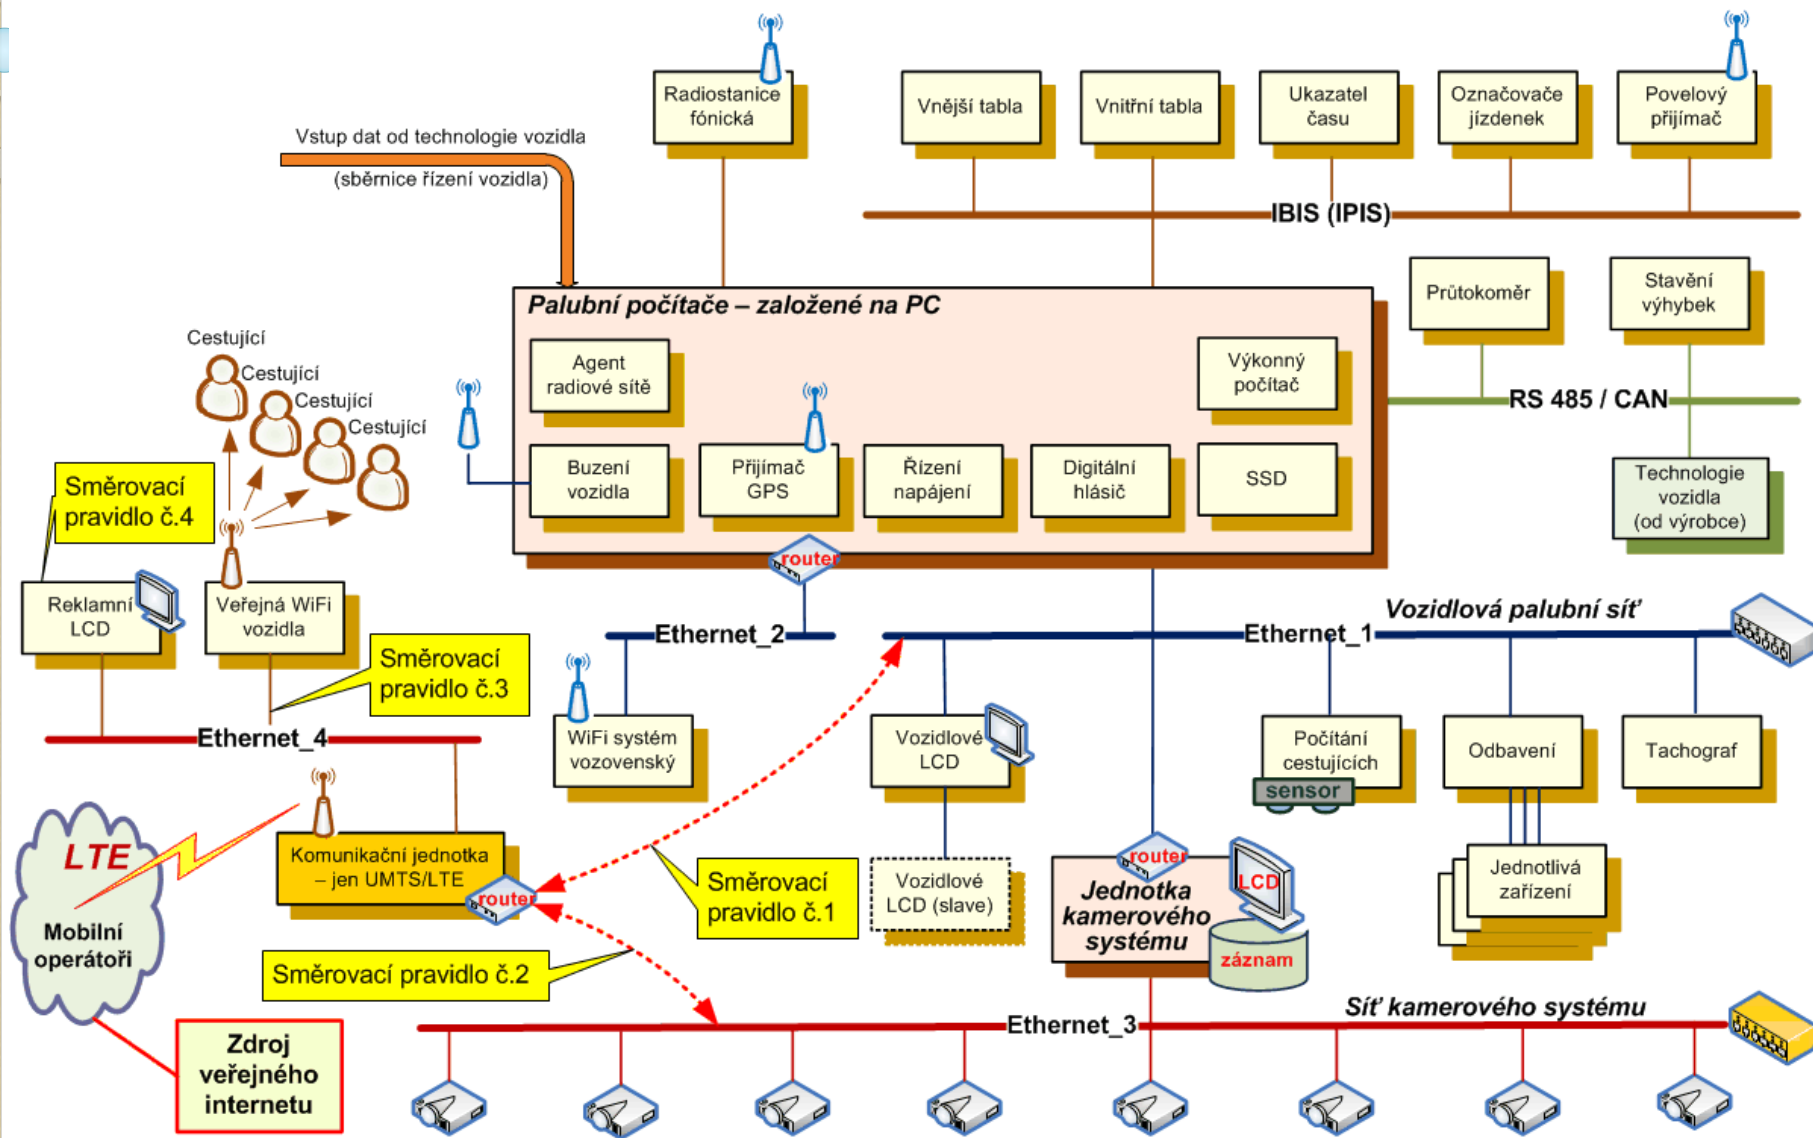 Radiostanice
fónická
Vnější tabla
Vnitřní tabla
Ukazatel
času
Označovače
jízdenek
Povelový
přijímač
Vstup dat od technologie vozidla
(sběrnice řízení vozidla)
IBIS (IPIS)
Palubní počítače – založené na PC
Agent
radiové sítě
Výkonný
počítač
Buzení
vozidla
Přijímač
GPS
Řízení
napájení
Digitální
hlásič
SSD
router
Průtokoměr
Stavění
výhybek
RS 485 / CAN
Technologie
vozidla
(od výrobce)
Cestující
Cestující
Cestující
Cestující
Směrovací
pravidlo č.4
Reklamní
LCD
Veřejná WiFi
vozidla
Směrovací
pravidlo č.3
Ethernet_4
Ethernet_2
Vozidlová palubní síť
Ethernet_1
WiFi systém
vozovenský
Vozidlové
LCD
Počítání
cestujících
sensor
Odbavení
Tachograf
LTE
Mobilní
operátoři
Komunikační jednotka
– jen UMTS/LTE
router
Směrovací
pravidlo č.1
Vozidlové
LCD (slave)
router
LCD
Jednotka
kamerového
systému
záznam
Jednotlivá
zařízení
Směrovací pravidlo č.2
Síť kamerového systému
Ethernet_3
Zdroj
veřejného
internetu